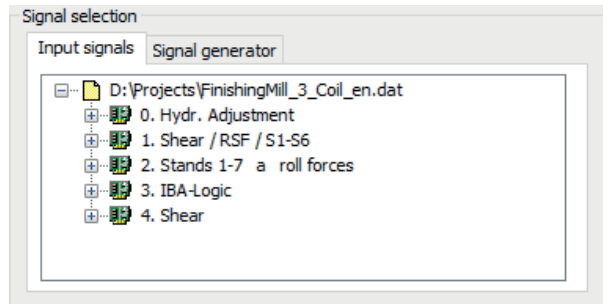 Signal selection
Input signals Signal generator
D:\Projects\FinishingMill_3_Coil_en.dat
0. Hydr. Adjustment
1. Shear / RSF / S1-S6
2. Stands 1-7 a roll forces
3. IBA-Logic
4. Shear